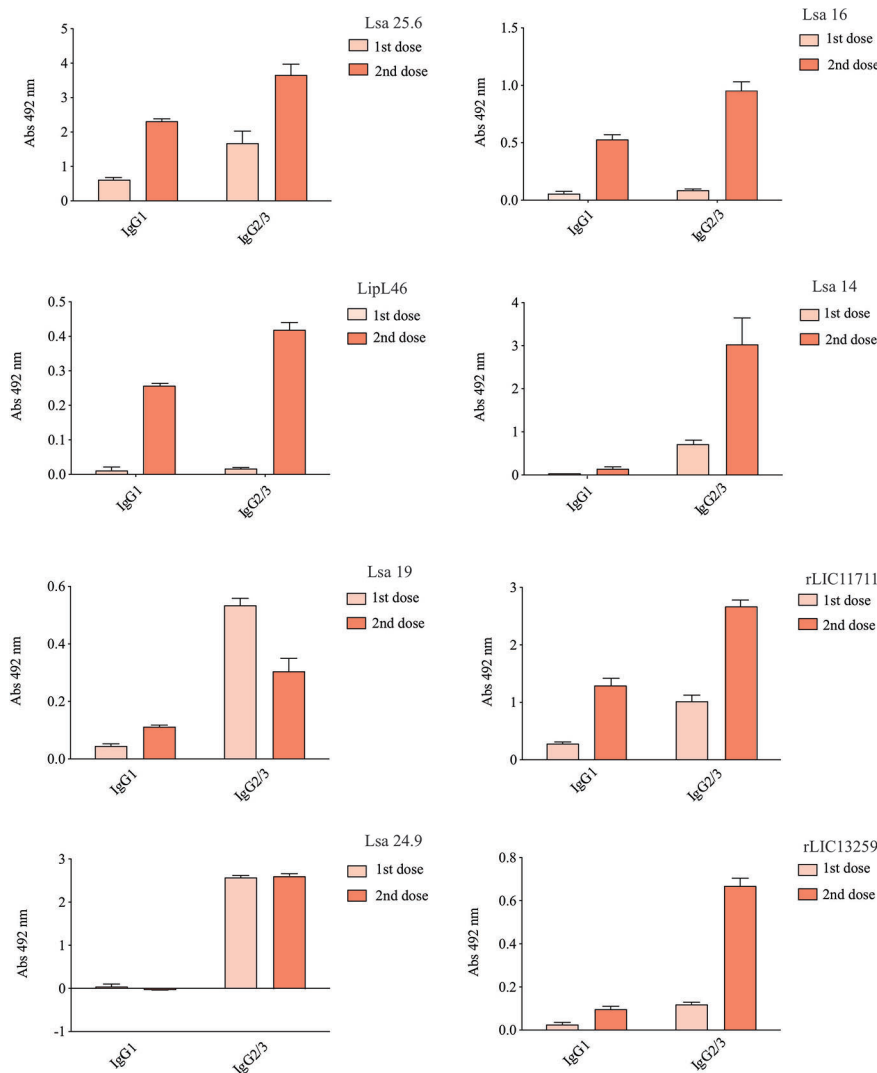 Lsa 25.6
1st dose
2nd dose
Abs 492 nm
5
4
3
2
1
0
IgG1
IgG2/3
Lsa 16
1st dose
2nd dose
Abs 492 nm
1.5
1.0
0.5
0.0
IgG1
IgG2/3
LipL46
1st dose
2nd dose
Abs 492 nm
0.5
0.4
0.3
0.2
0.1
0.0
IgG1
IgG2/3
Lsa 14
1st dose
2nd dose
Abs 492 nm
4
3
2
1
0
IgG1
IgG2/3
Lsa 19
1st dose
2nd dose
Abs 492 nm
0.6
0.4
0.2
0.0
IgG1
IgG2/3
rLIC11711
1st dose
2nd dose
Abs 492 nm
3
2
1
0
IgG1
IgG2/3
Lsa 24.9
1st dose
2nd dose
Abs 492 nm
3
2
1
0
-1
IgG1
IgG2/3
rLIC13259
1st dose
2nd dose
Abs 492 nm
0.8
0.6
0.4
0.2
0.0
IgG1
IgG2/3